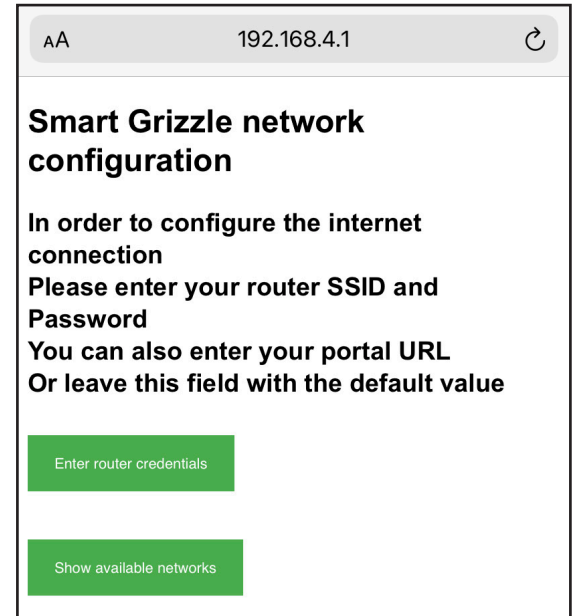 AA
192.168.4.1
Smart Grizzle network
configuration
In order to configure the internet
connection
Please enter your router SSID and
Password
You can also enter your portal URL
Or leave this field with the default value
Enter router credentials
Show available networks